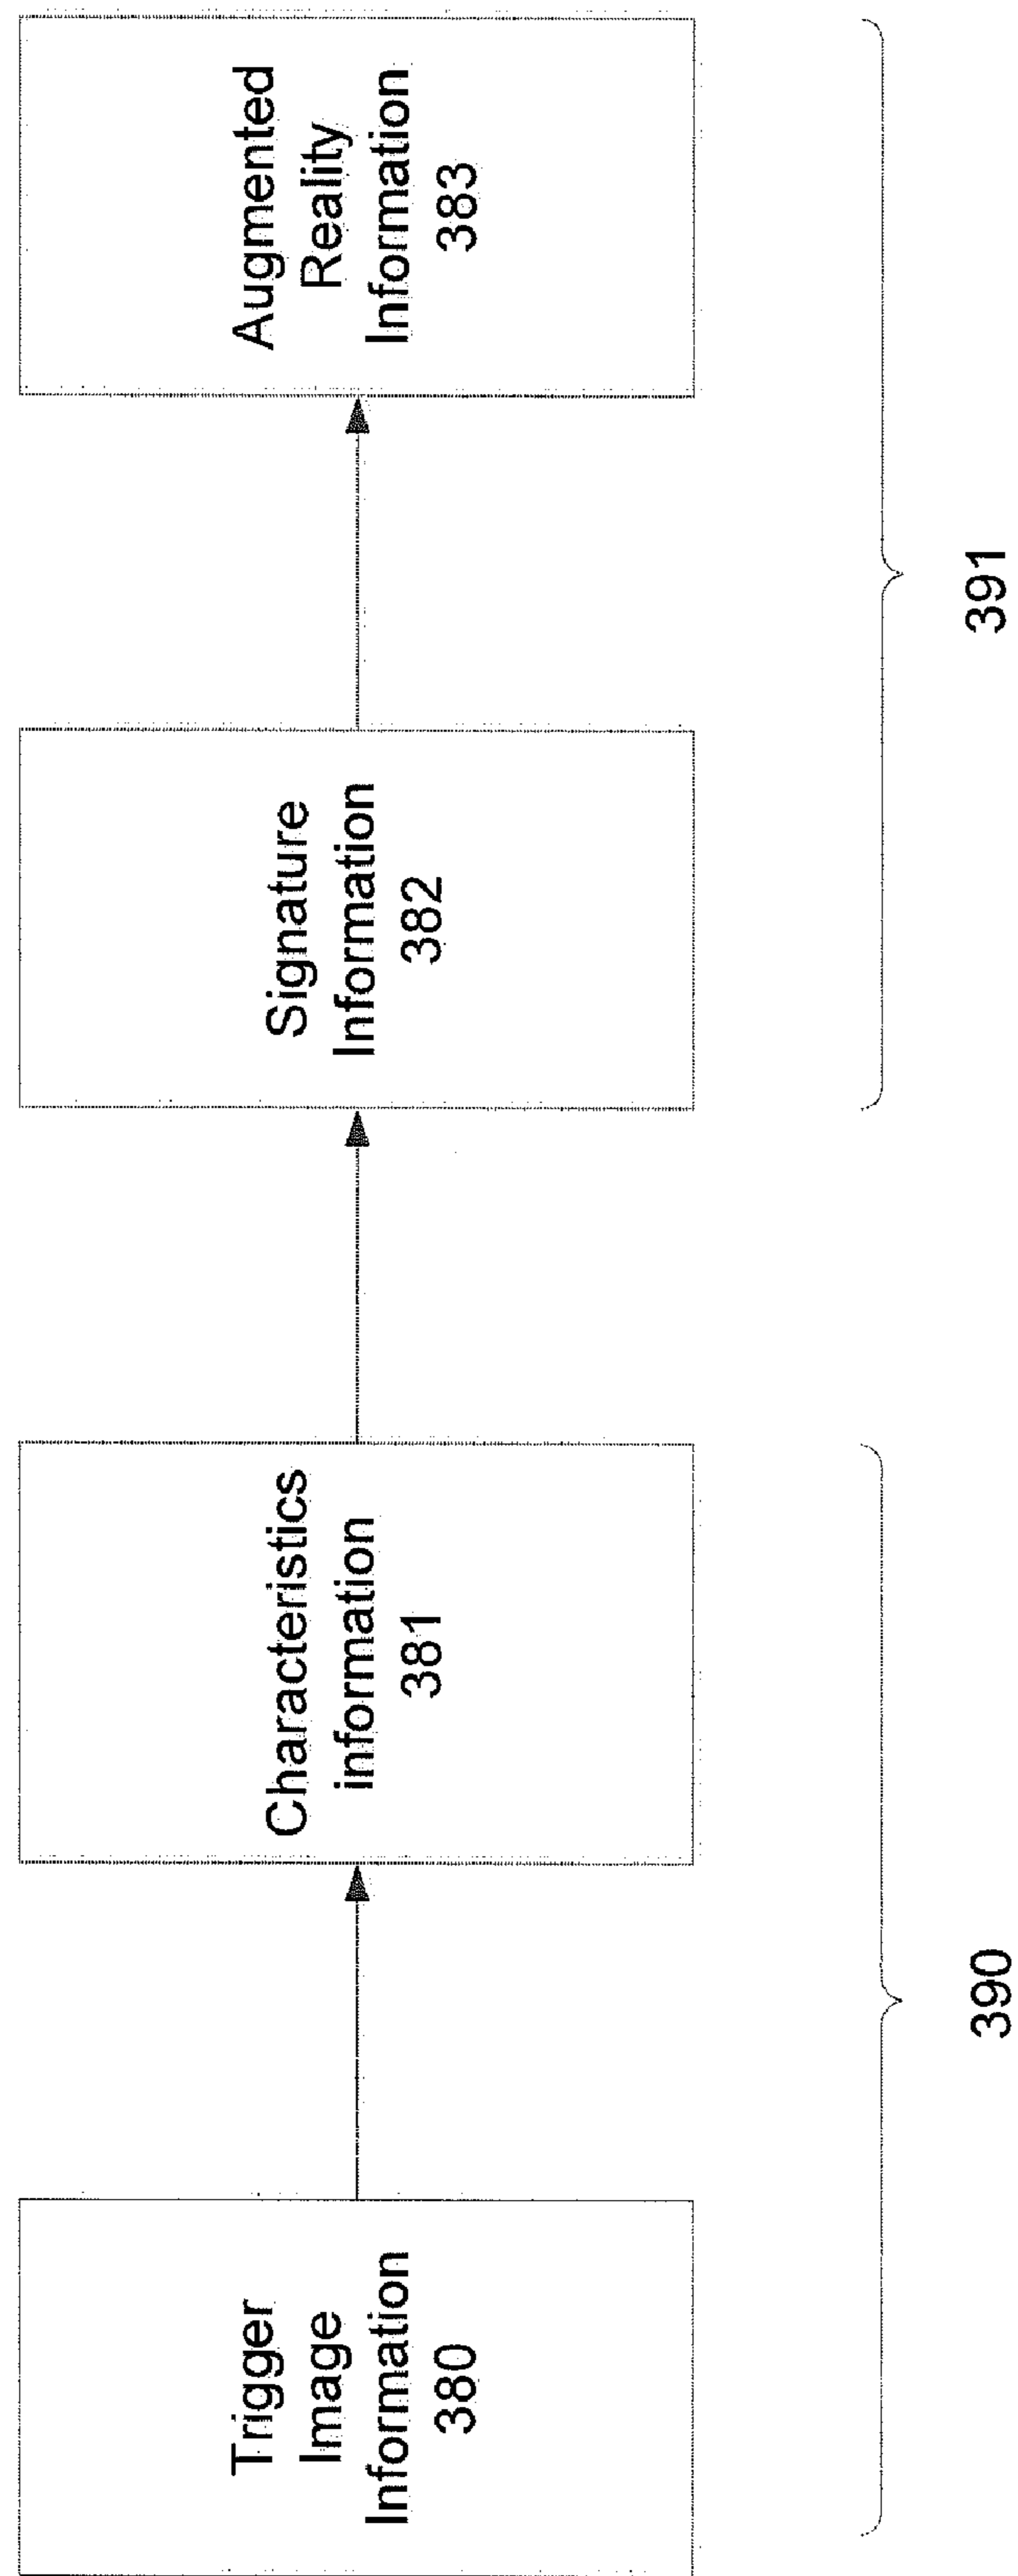 Trigger
Image
Information
380
Characteristics
information
381
Signature
Information
382
Augmented
Reality
Information
383
390
391